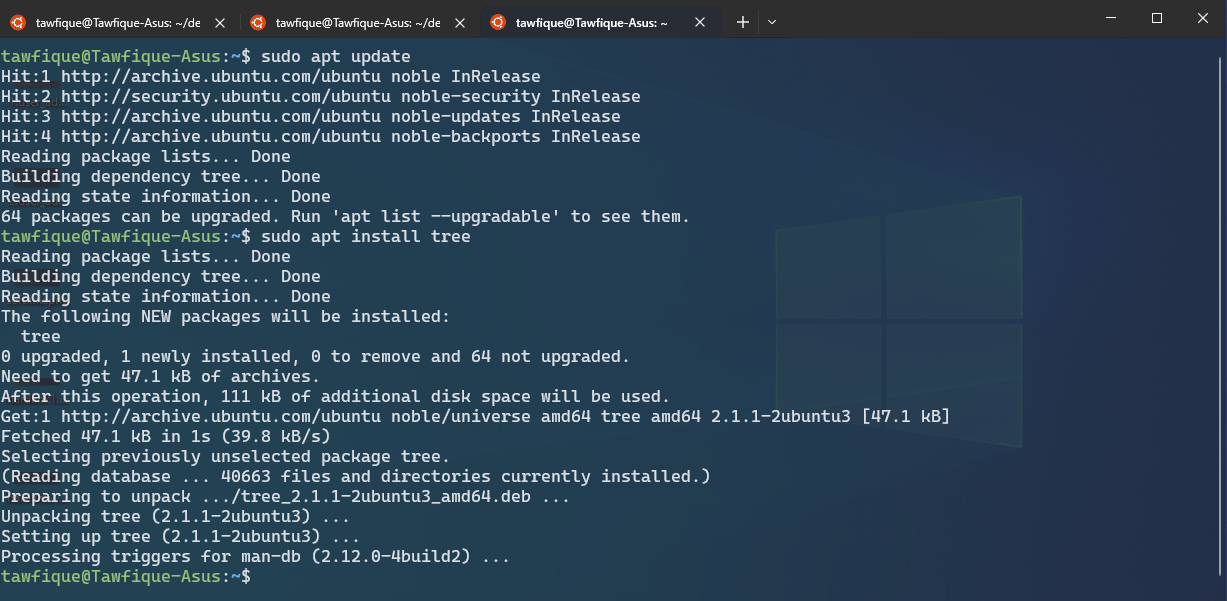 tawfique@Tawfique-Asus: ~/de
tawfique@Tawfique-Asus: ~/de
tawfique@Tawfique-Asus: ~
tawfique@Tawfique-Asus:~$ sudo apt update
Hit:1 http://archive.ubuntu.com/ubuntu noble InRelease
Hit:2 http://security.ubuntu.com/ubuntu noble-security InRelease
Hit:3 http://archive.ubuntu.com/ubuntu noble-updates InRelease
Hit:4 http://archive.ubuntu.com/ubuntu noble-backports InRelease
Reading package lists... Done
Building dependency tree... Done
Reading state information... Done
64 packages can be upgraded. Run 'apt list --upgradable' to see them.
tawfique@Tawfique-Asus:~$ sudo apt install tree
Reading package lists... Done
Building dependency tree... Done
Reading state information... Done
The following NEW packages will be installed:
  tree
0 upgraded, 1 newly installed, 0 to remove and 64 not upgraded.
Need to get 47.1 kB of archives.
After this operation, 111 kB of additional disk space will be used.
Get:1 http://archive.ubuntu.com/ubuntu noble/universe amd64 tree amd64 2.1.1-2ubuntu3 [47.1 kB]
Fetched 47.1 kB in 1s (39.8 kB/s)
Selecting previously unselected package tree.
(Reading database ... 40663 files and directories currently installed.)
Preparing to unpack .../tree_2.1.1-2ubuntu3_amd64.deb ...
Unpacking tree (2.1.1-2ubuntu3) ...
Setting up tree (2.1.1-2ubuntu3) ...
Processing triggers for man-db (2.12.0-4build2) ...
tawfique@Tawfique-Asus:~$